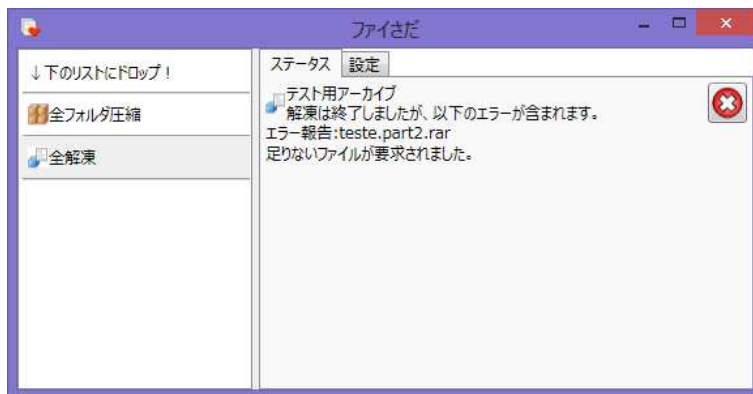 ファイさだ
↓下のリストにドロップ！
全フォルダ圧縮
全解凍
ステータス 設定
テスト用アーカイブ
解凍は終了しましたが、以下のエラーが含まれます。
エラー報告:teste.part2.rar
足りないファイルが要求されました。